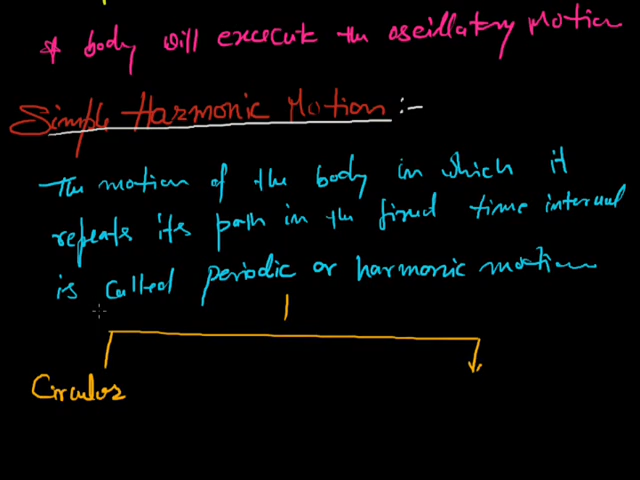 * body will execute the oscillatory Motion
Simple Harmonic Motion :-
The motion of the body in which it
repeats its path in the fixed time interval
is called periodic or harmonic motion
Circular